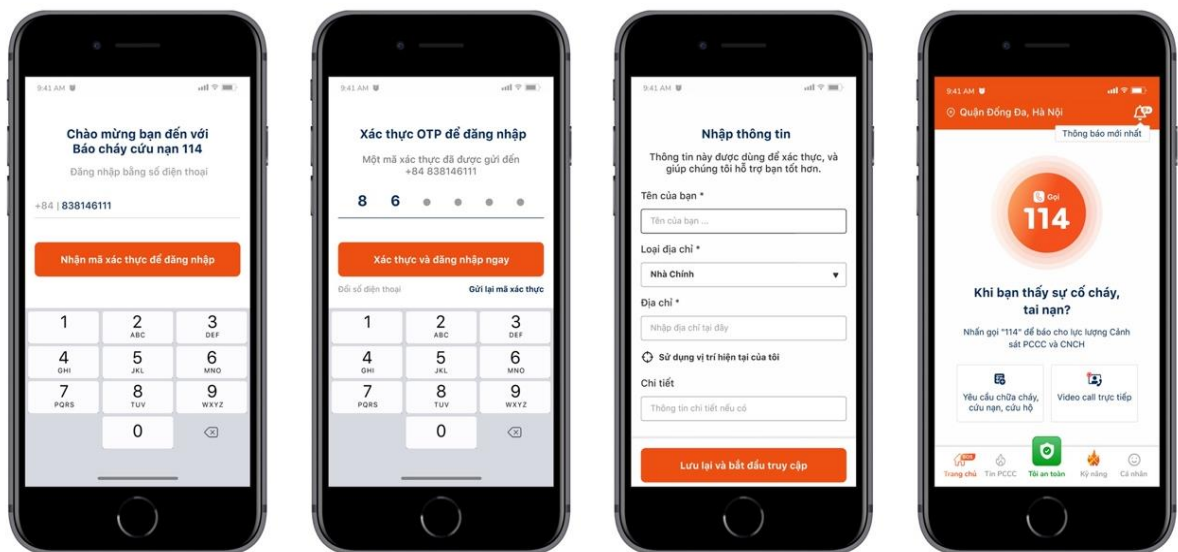 9:41 AM
Chào mừng bạn đến với
Báo cháy cứu nạn 114
Đăng nhập bằng số điện thoại
+84 | 838146111
Nhận mã xác thực để đăng nhập
1
2
ABC
3
DEF
4
GHI
5
JKL
6
MNO
7
PQRS
8
TUV
9
WXYZ
0
9:41 AM
Xác thực OTP để đăng nhập
Một mã xác thực đã được gửi đến
+84 838146111
8 6
Xác thực và đăng nhập ngay
Đổi số điện thoại
Gửi lại mã xác thực
1
2
ABC
3
DEF
4
GHI
5
JKL
6
MNO
7
PQRS
8
TUV
9
WXYZ
0
9:41 AM
Nhập thông tin
Thông tin này được dùng để xác thực, và
giúp chúng tôi hỗ trợ bạn tốt hơn.
Tên của bạn *
Tên của bạn ...
Loại địa chỉ *
Nhà Chính
Địa chỉ *
Nhập địa chỉ tại đây
Sử dụng vị trí hiện tại của tôi
Chi tiết
Thông tin chi tiết nếu có
Lưu lại và bắt đầu truy cập
9:41 AM
Quận Đống Đa, Hà Nội
Thông báo mới nhất
Gọi
114
Khi bạn thấy sự cố cháy,
tai nạn?
Nhấn gọi "114" để báo cho lực lượng Cảnh
sát PCCC và CNCH
Yêu cầu chữa cháy,
cứu nạn, cứu hộ
Video call trực tiếp
SOS
Trang chủ
Tin PCCC
Tôi an toàn
Kỹ năng
Cá nhân